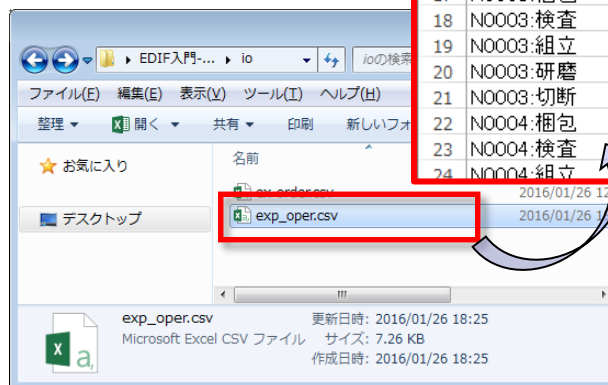 18 N0003:検査
19 N0003:組立
20 N0003:研磨
21 N0003:切断
22 N0004:梱包
23 N0004:検査
24 N0004:組立
EDIF入門-... io
ioの検索
ファイル(F) 編集(E) 表示(V) ツール(T) ヘルプ(H)
整理 開く 共有 印刷 新しいフォ
お気に入り
デスクトップ
名前
2016/01/26 12
exp_oper.csv 2016/01/26 1
exp_oper.csv 更新日時: 2016/01/26 18:25
Microsoft Excel CSV ファイル サイズ: 7.26 KB
作成日時: 2016/01/26 18:25